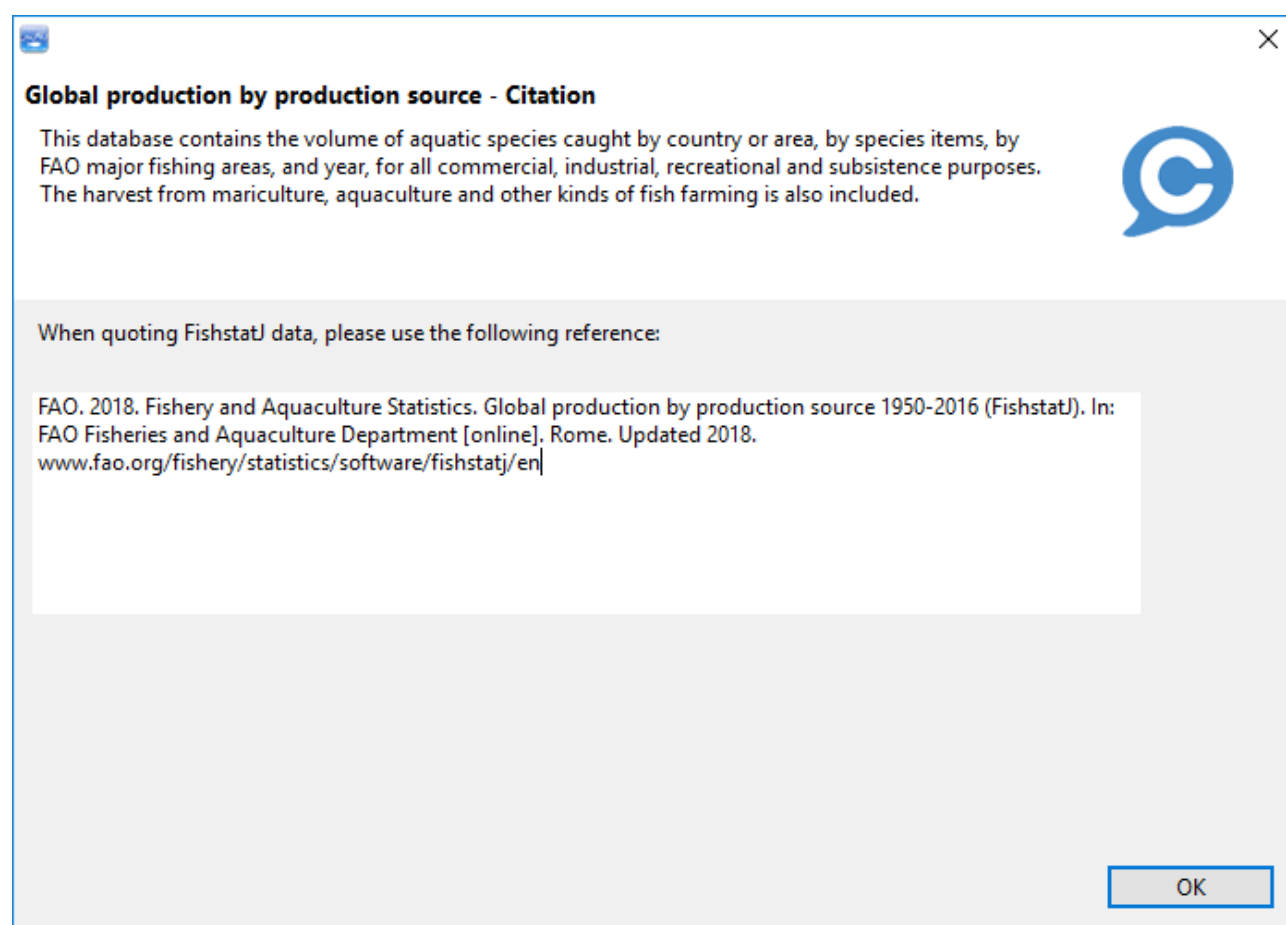 Global production by production source - Citation
This database contains the volume of aquatic species caught by country or area, by species items, by
FAO major fishing areas, and year, for all commercial, industrial, recreational and subsistence purposes.
The harvest from mariculture, aquaculture and other kinds of fish farming is also included.
When quoting FishstatJ data, please use the following reference:
FAO. 2018. Fishery and Aquaculture Statistics. Global production by production source 1950-2016 (FishstatJ). In:
FAO Fisheries and Aquaculture Department [online]. Rome. Updated 2018.
www.fao.org/fishery/statistics/software/fishstatj/en
OK